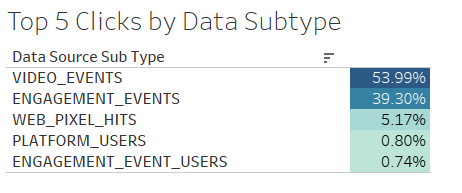 Top 5 Clicks by Data Subtype
Data Source Sub Type
VIDEO_EVENTS 53.99%
ENGAGEMENT_EVENTS 39.30%
WEB_PIXEL_HITS 5.17%
PLATFORM_USERS 0.80%
ENGAGEMENT_EVENT_USERS 0.74%